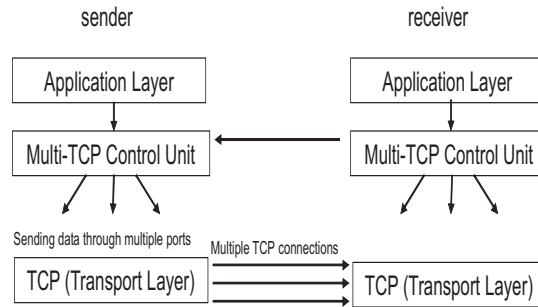 sender
receiver
Application Layer
Application Layer
Multi-TCP Control Unit
Multi-TCP Control Unit
Sending data through multiple ports
Multiple TCP connections
TCP (Transport Layer)
TCP (Transport Layer)